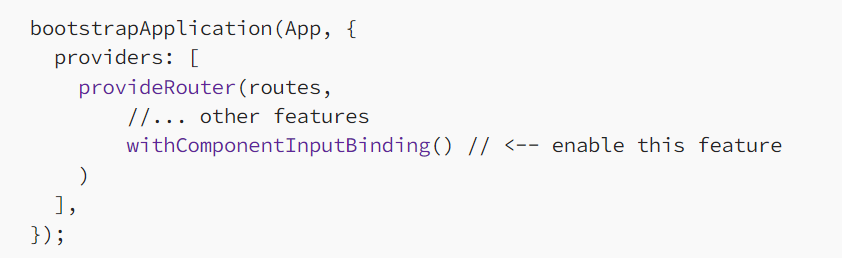 bootstrapApplication(App, {
  providers: [
    provideRouter(routes,
        //... other features
        withComponentInputBinding() // <-- enable this feature
    )
  ],
});